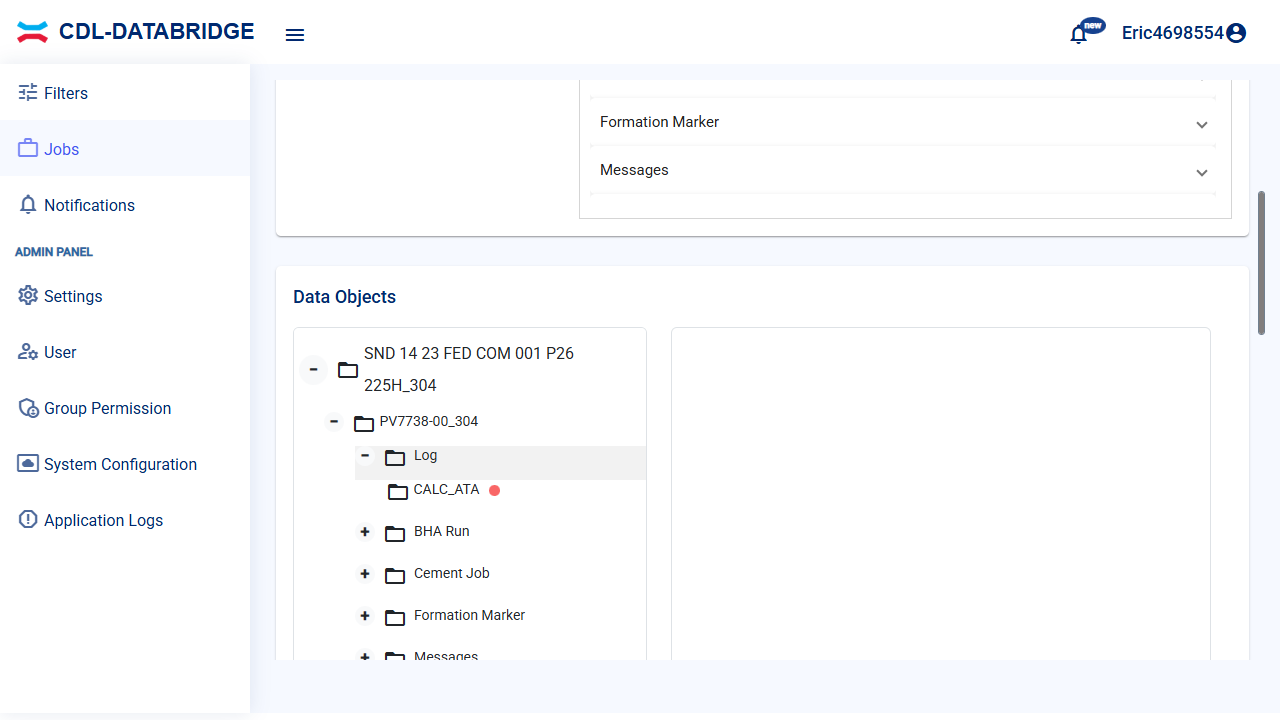 CDL-DATABRIDGE
new
Eric4698554
Filters
Jobs
Notifications
ADMIN PANEL
Settings
User
Group Permission
System Configuration
Application Logs
Formation Marker
Messages
Data Objects
SND 14 23 FED COM 001 P26
225H_304
PV7738-00_304
Log
CALC_ATA
BHA Run
Cement Job
Formation Marker
Messages